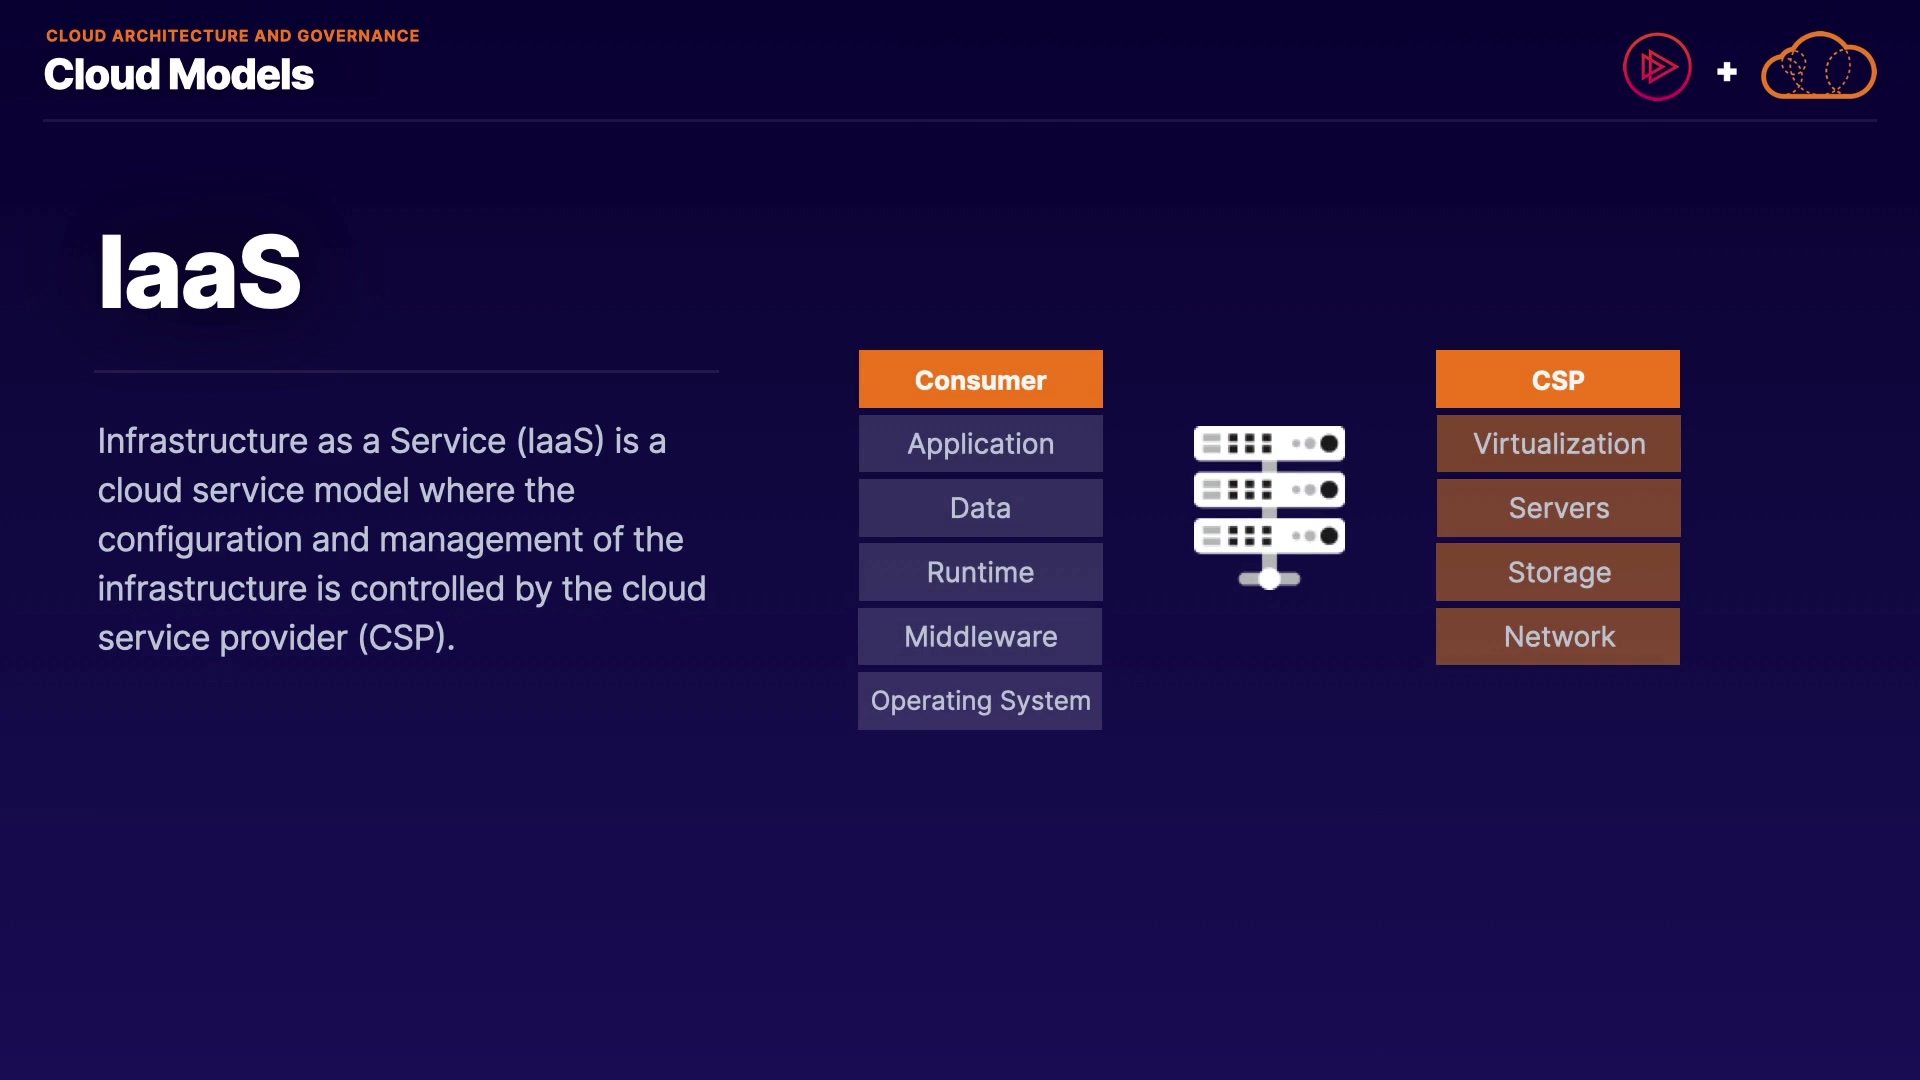 CLOUD ARCHITECTURE AND GOVERNANCE
Cloud Models
IaaS
Infrastructure as a Service (IaaS) is a
cloud service model where the
configuration and management of the
infrastructure is controlled by the cloud
service provider (CSP).
Consumer
Application
Data
Runtime
Middleware
Operating System
CSP
Virtualization
Servers
Storage
Network